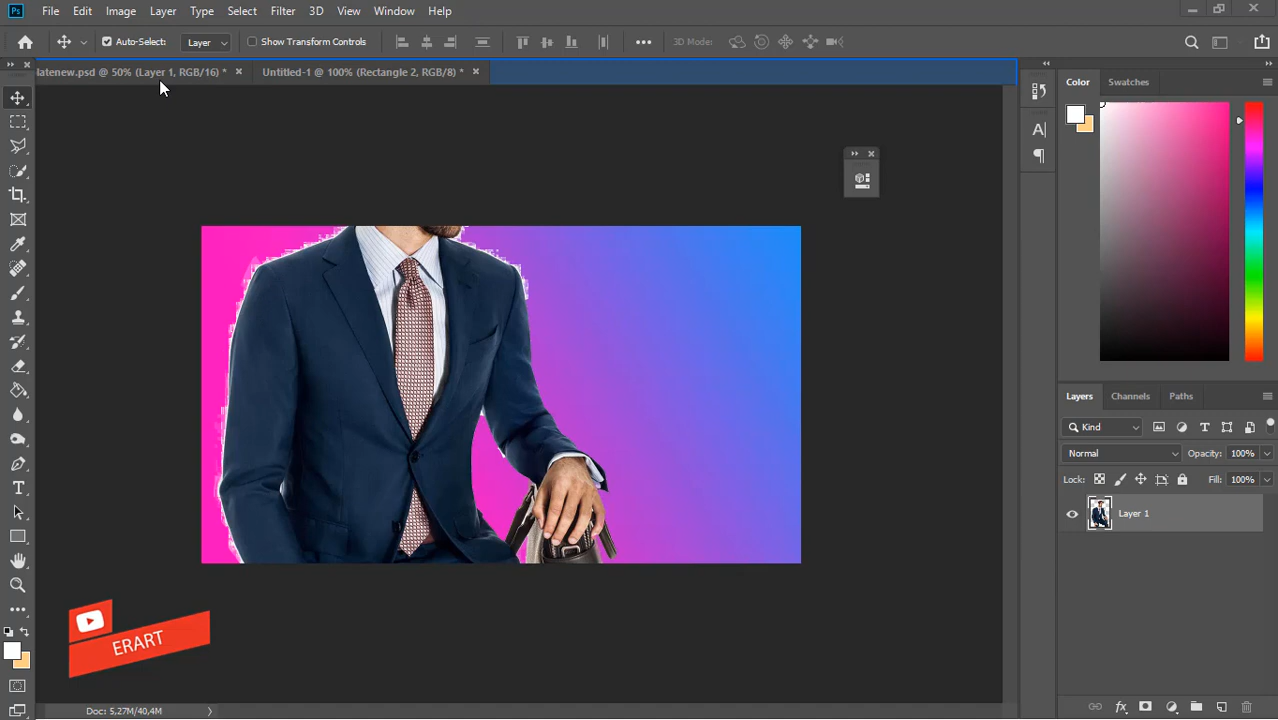 Ps File Edit Image Layer Type Select Filter 3D View Window Help
Auto-Select: Layer Show Transform Controls 3D Mode:
latenew.psd @ 50% (Layer 1, RGB/16) * Untitled-1 @ 100% (Rectangle 2, RGB/8) *
Color Swatches
Layers Channels Paths
Kind
Normal Opacity: 100%
Lock: Fill: 100%
Layer 1
ERART
Doc: 5,27M/40,4M